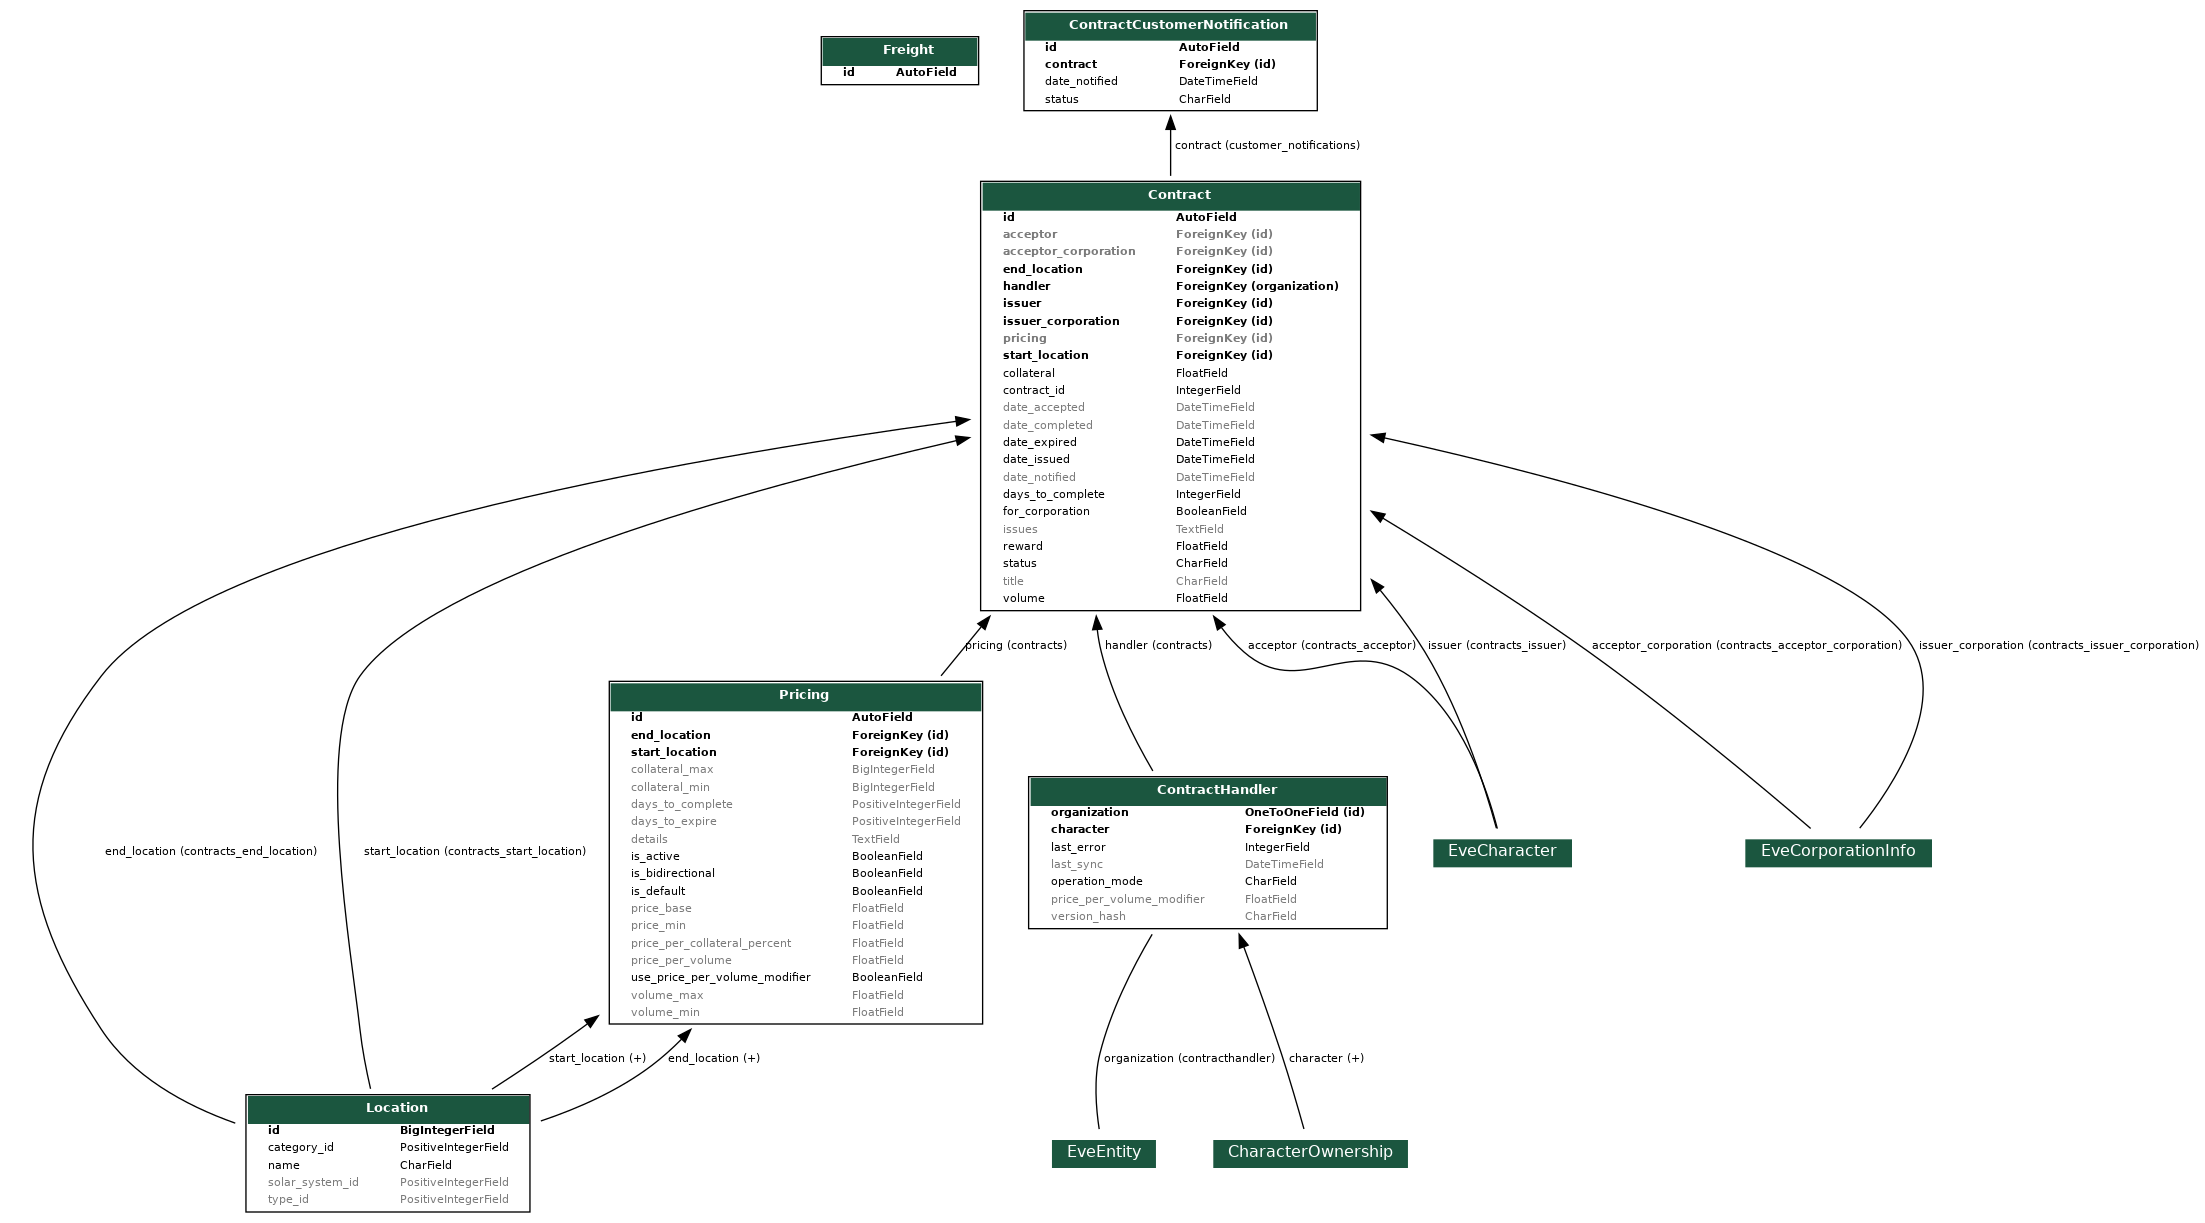 Freight
id AutoField
ContractCustomerNotification
id AutoField
contract ForeignKey (id)
date_notified DateTimeField
status CharField
contract (customer_notifications)
Contract
id AutoField
acceptor ForeignKey (id)
acceptor_corporation ForeignKey (id)
end_location ForeignKey (id)
handler ForeignKey (organization)
issuer ForeignKey (id)
issuer_corporation ForeignKey (id)
pricing ForeignKey (id)
start_location ForeignKey (id)
collateral FloatField
contract_id IntegerField
date_accepted DateTimeField
date_completed DateTimeField
date_expired DateTimeField
date_issued DateTimeField
date_notified DateTimeField
days_to_complete IntegerField
for_corporation BooleanField
issues TextField
reward FloatField
status CharField
title CharField
volume FloatField
pricing (contracts)
handler (contracts)
acceptor (contracts_acceptor)
issuer (contracts_issuer)
acceptor_corporation (contracts_acceptor_corporation)
issuer_corporation (contracts_issuer_corporation)
Pricing
id AutoField
end_location ForeignKey (id)
start_location ForeignKey (id)
collateral_max BigIntegerField
collateral_min BigIntegerField
days_to_complete PositiveIntegerField
days_to_expire PositiveIntegerField
details TextField
is_active BooleanField
is_bidirectional BooleanField
is_default BooleanField
price_base FloatField
price_min FloatField
price_per_collateral_percent FloatField
price_per_volume FloatField
use_price_per_volume_modifier BooleanField
volume_max FloatField
volume_min FloatField
ContractHandler
organization OneToOneField (id)
character ForeignKey (id)
last_error IntegerField
last_sync DateTimeField
operation_mode CharField
price_per_volume_modifier FloatField
version_hash CharField
EveCharacter
EveCorporationInfo
end_location (contracts_end_location)
start_location (contracts_start_location)
start_location (+)
end_location (+)
organization (contracthandler)
character (+)
Location
id BigIntegerField
category_id PositiveIntegerField
name CharField
solar_system_id PositiveIntegerField
type_id PositiveIntegerField
EveEntity
CharacterOwnership